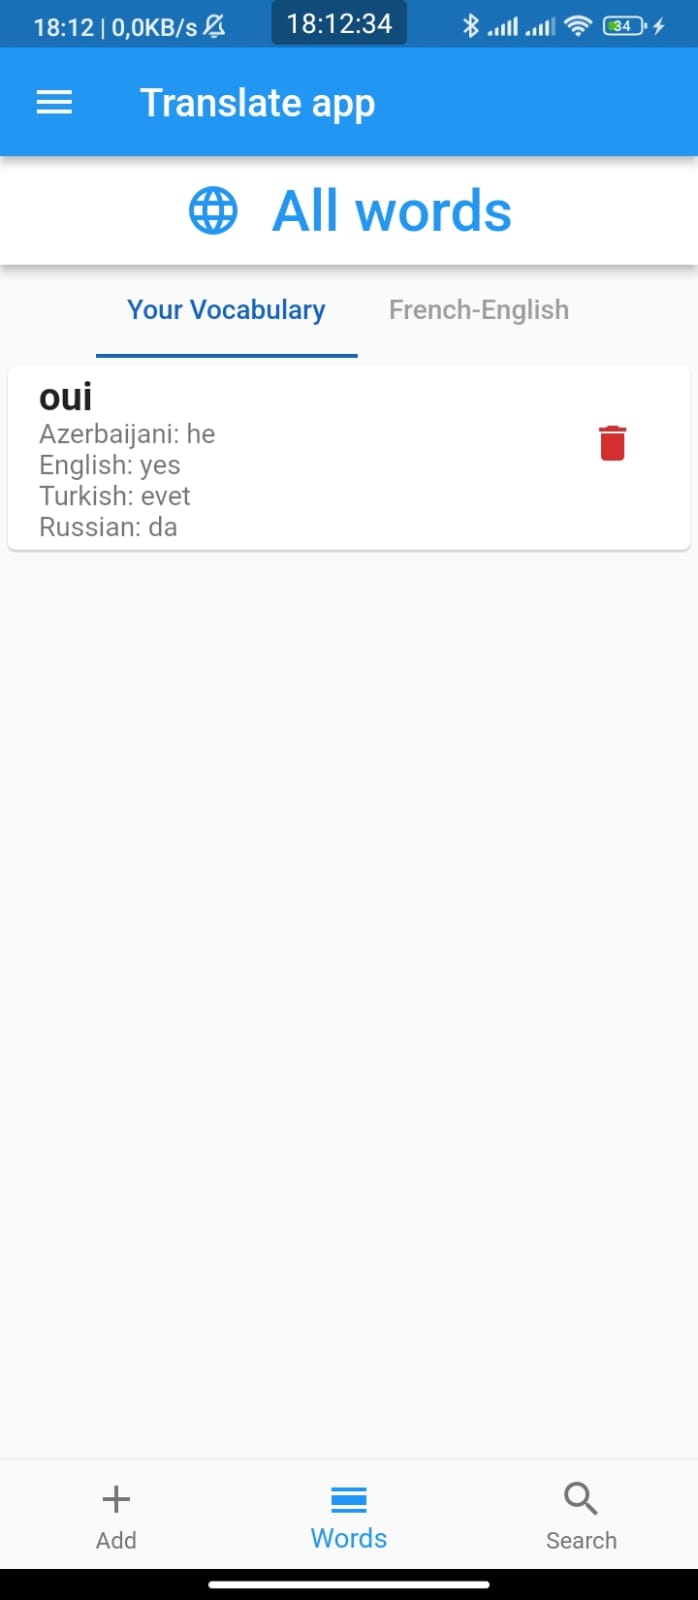 18:12 | 0,0KB/s
18:12:34
34
Translate app
All words
Your Vocabulary
French-English
oui
Azerbaijani: he
English: yes
Turkish: evet
Russian: da
Add
Words
Search